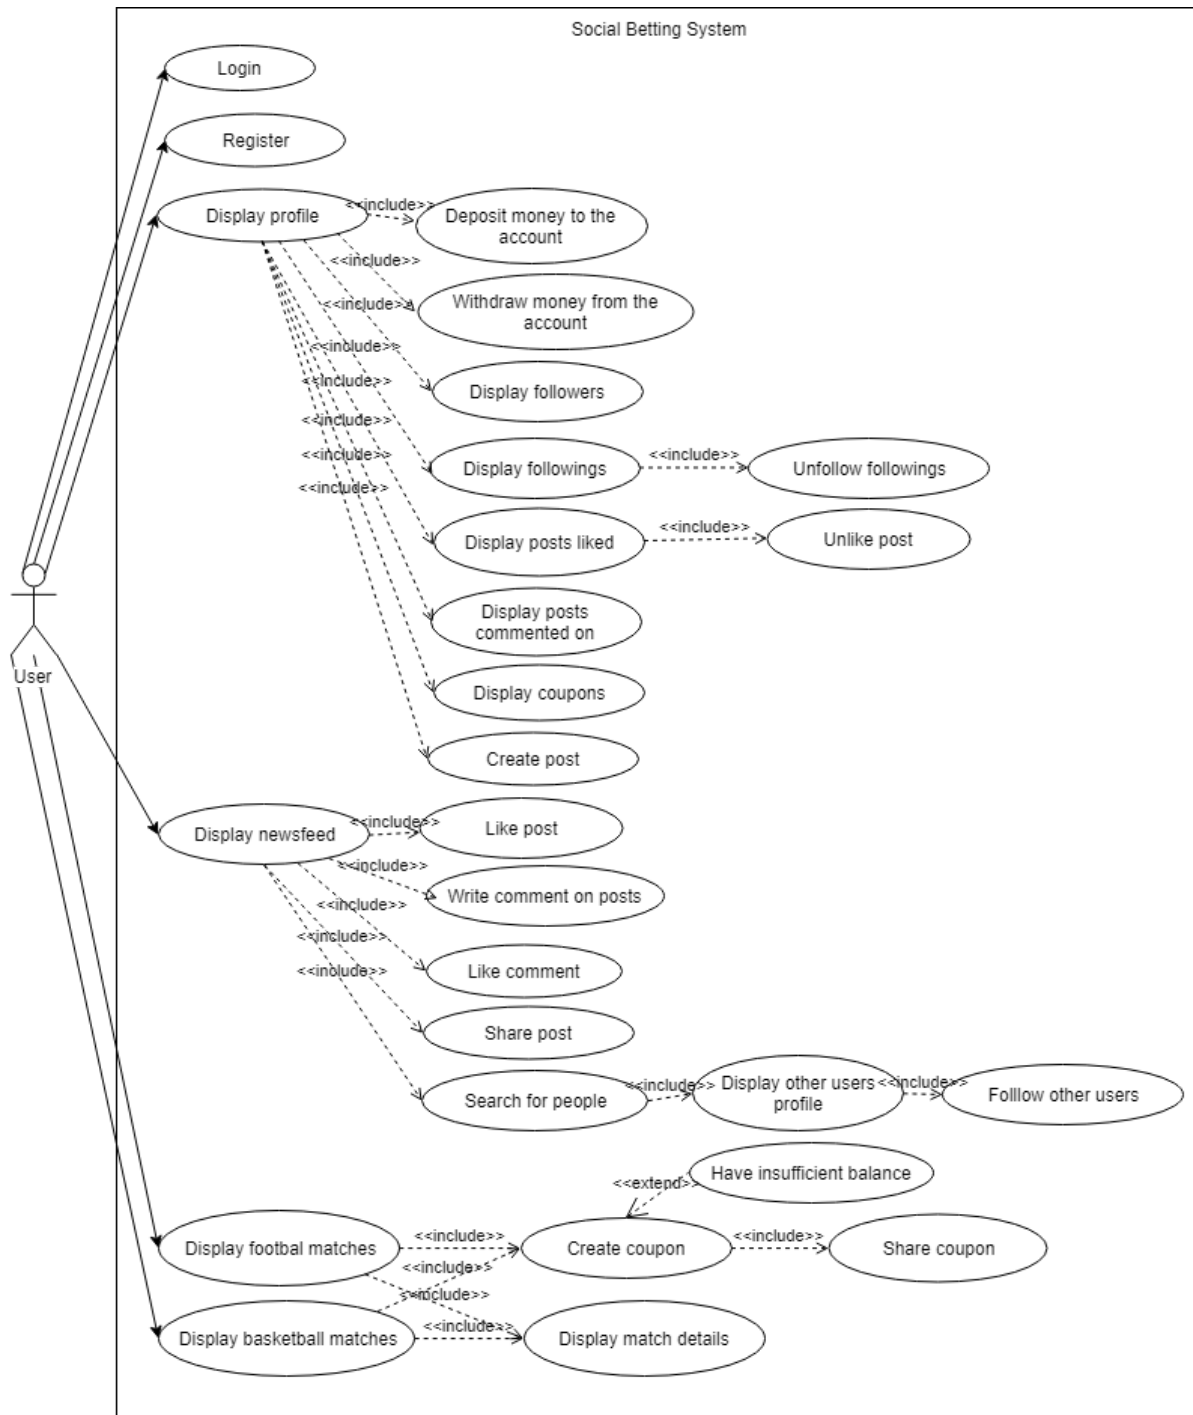 Social Betting System
Login
Register
Display profile
<<include>>
Deposit money to the
account
<<include>>
Withdraw money from the
account
<<include>>
Display followers
<<include>>
<<include>>
<<include>>
<<include>>
<<include>>
Display followings
<<include>>
Unfollow followings
Display posts liked
<<include>>
Unlike post
Display posts
commented on
User
Display coupons
Create post
Display newsfeed
<<include>>
Like post
<<include>>
Write comment on posts
<<include>>
<<include>>
<<include>>
Like comment
Share post
Search for people
<<include>>
Display other users
profile
<<include>>
Folllow other users
Have insufficient balance
<<extend>>
Display footbal matches
<<include>>
Create coupon
<<include>>
Share coupon
<<include>>
<<include>>
Display basketball matches
<<include>>
Display match details